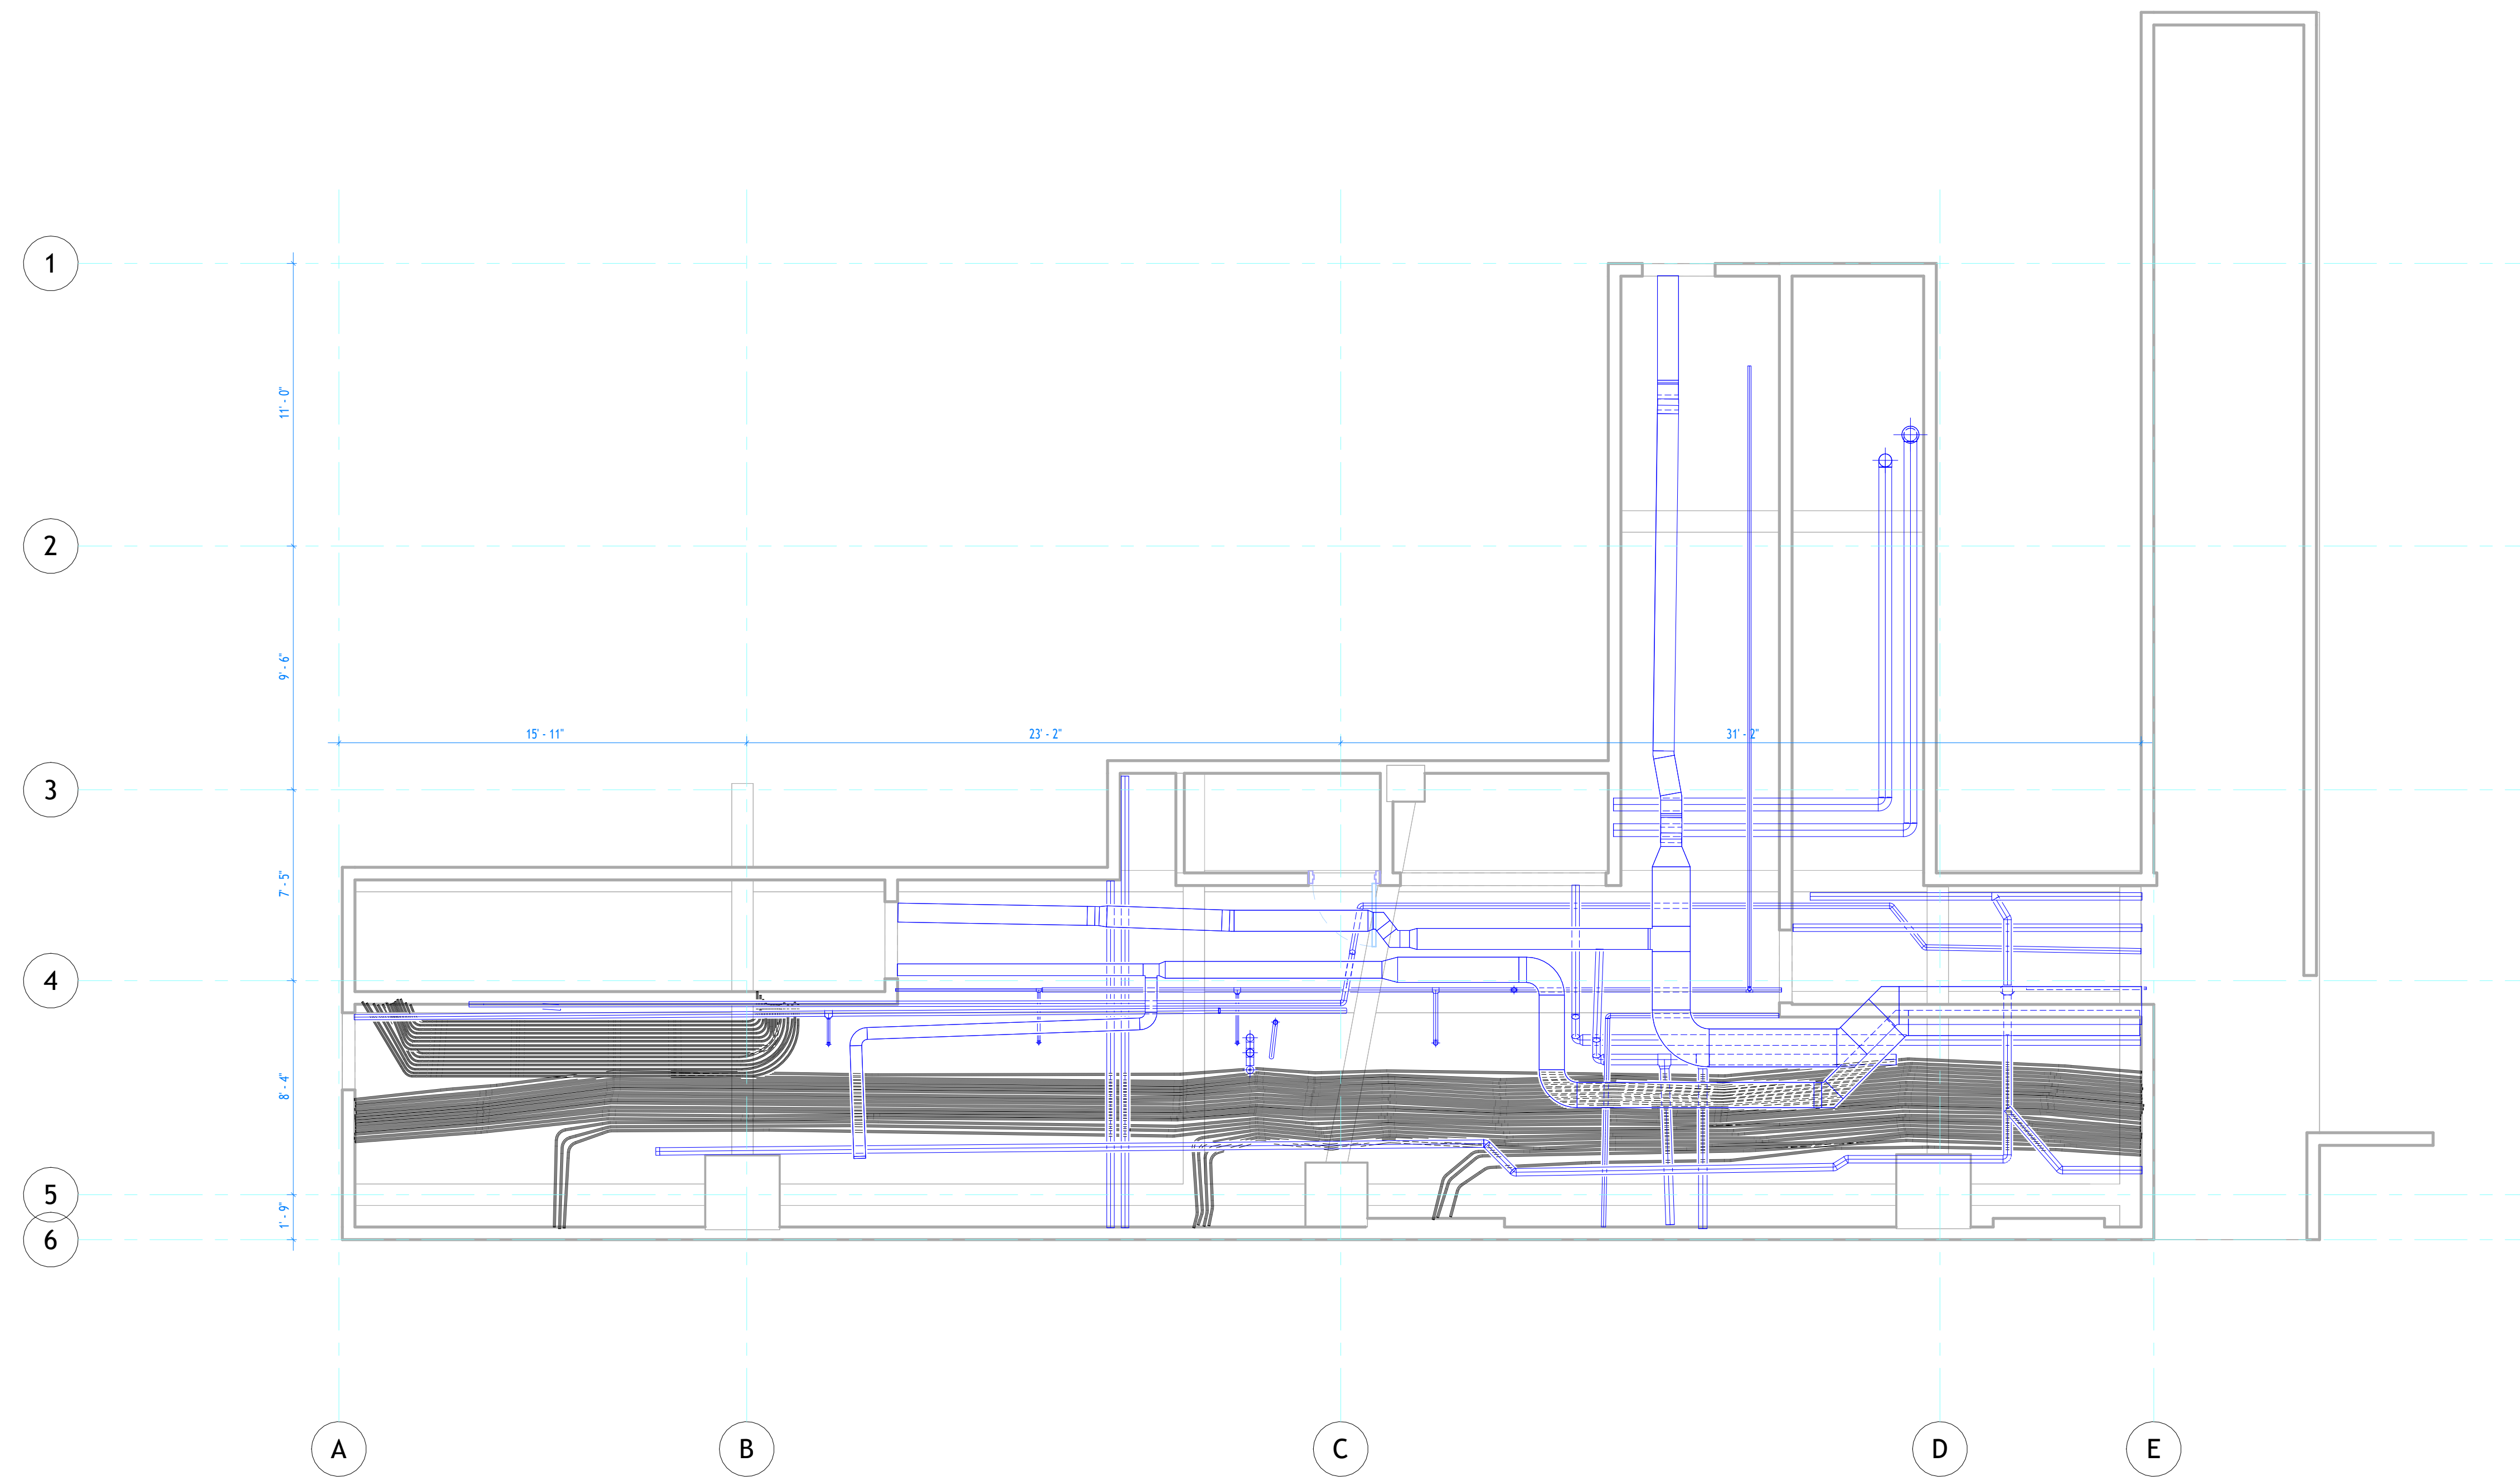 1
11' - 0"
2
9' - 6"
15' - 11"
23' - 2"
31' - 2"
3
7' - 5"
4
8' - 4"
5
1' - 9"
6
A
B
C
D
E